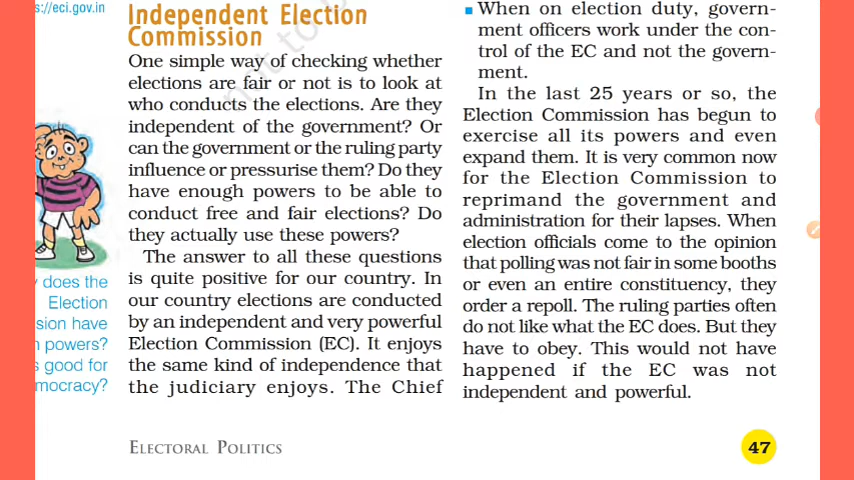 s://eci.gov.in
Independent Election
Commission
One simple way of checking whether
elections are fair or not is to look at
who conducts the elections. Are they
independent of the government? Or
can the government or the ruling party
influence or pressurise them? Do they
have enough powers to be able to
conduct free and fair elections? Do
they actually use these powers?
The answer to all these questions
is quite positive for our country. In
our country elections are conducted
by an independent and very powerful
Election Commission (EC). It enjoys
the same kind of independence that
the judiciary enjoys. The Chief
y does the
Election
sion have
n powers?
s good for
mocracy?
■ When on election duty, govern-
ment officers work under the con-
trol of the EC and not the govern-
ment.
In the last 25 years or so, the
Election Commission has begun to
exercise all its powers and even
expand them. It is very common now
for the Election Commission to
reprimand the government and
administration for their lapses. When
election officials come to the opinion
that polling was not fair in some booths
or even an entire constituency, they
order a repoll. The ruling parties often
do not like what the EC does. But they
have to obey. This would not have
happened if the EC was not
independent and powerful.
ELECTORAL POLITICS
47
not to b